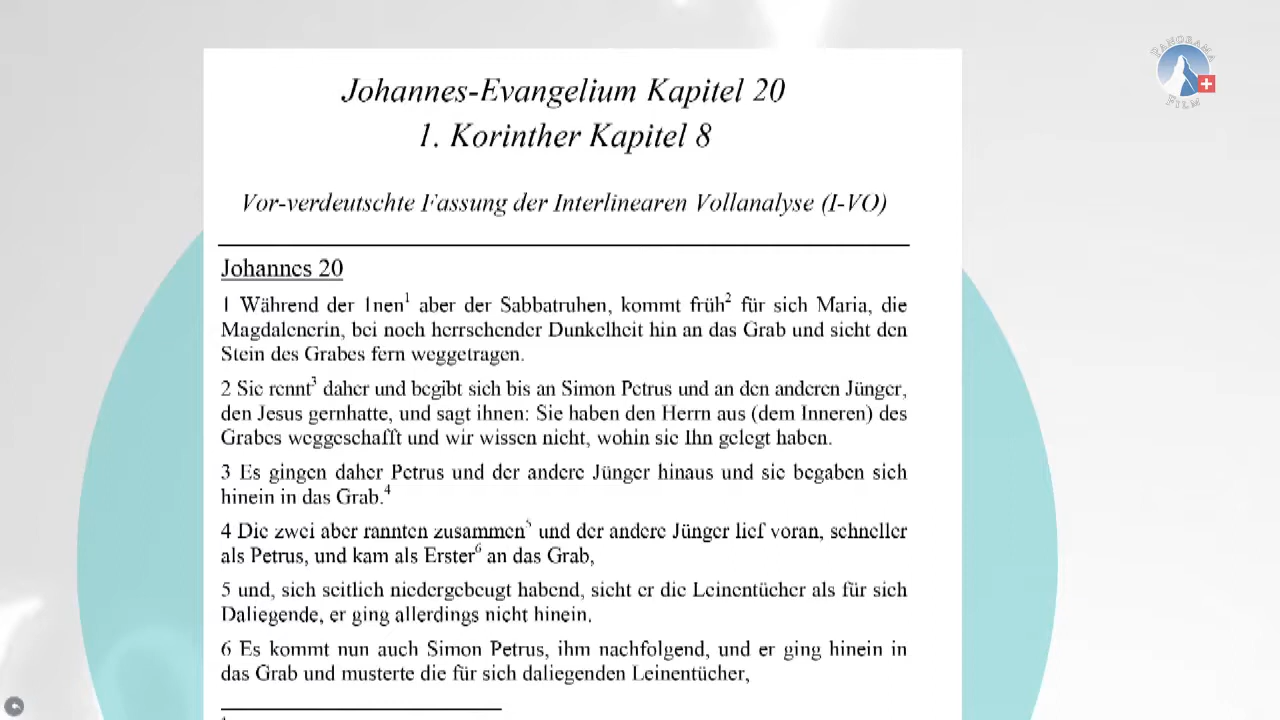 PANORAMA
FILM
Johannes-Evangelium Kapitel 20
1. Korinther Kapitel 8
Vor-verdeutschte Fassung der Interlinearen Vollanalyse (I-VO)
Johannes 20
1 Während der 1nen¹ aber der Sabbatruhen, kommt früh² für sich Maria, die
Magdalenerin, bei noch herrschender Dunkelheit hin an das Grab und sieht den
Stein des Grabes fern weggetragen.
2 Sie rennt³ daher und begibt sich bis an Simon Petrus und an den anderen Jünger,
den Jesus gernhatte, und sagt ihnen: Sie haben den Herrn aus (dem Inneren) des
Grabes weggeschafft und wir wissen nicht, wohin sie Ihn gelegt haben.
3 Es gingen daher Petrus und der andere Jünger hinaus und sie begaben sich
hinein in das Grab.⁴
4 Die zwei aber rannten zusammen⁵ und der andere Jünger lief voran, schneller
als Petrus, und kam als Erster⁶ an das Grab,
5 und, sich seitlich niedergebeugt habend, sieht er die Leinentücher als für sich
Daliegende, er ging allerdings nicht hinein.
6 Es kommt nun auch Simon Petrus, ihm nachfolgend, und er ging hinein in
das Grab und musterte die für sich daliegenden Leinentücher,